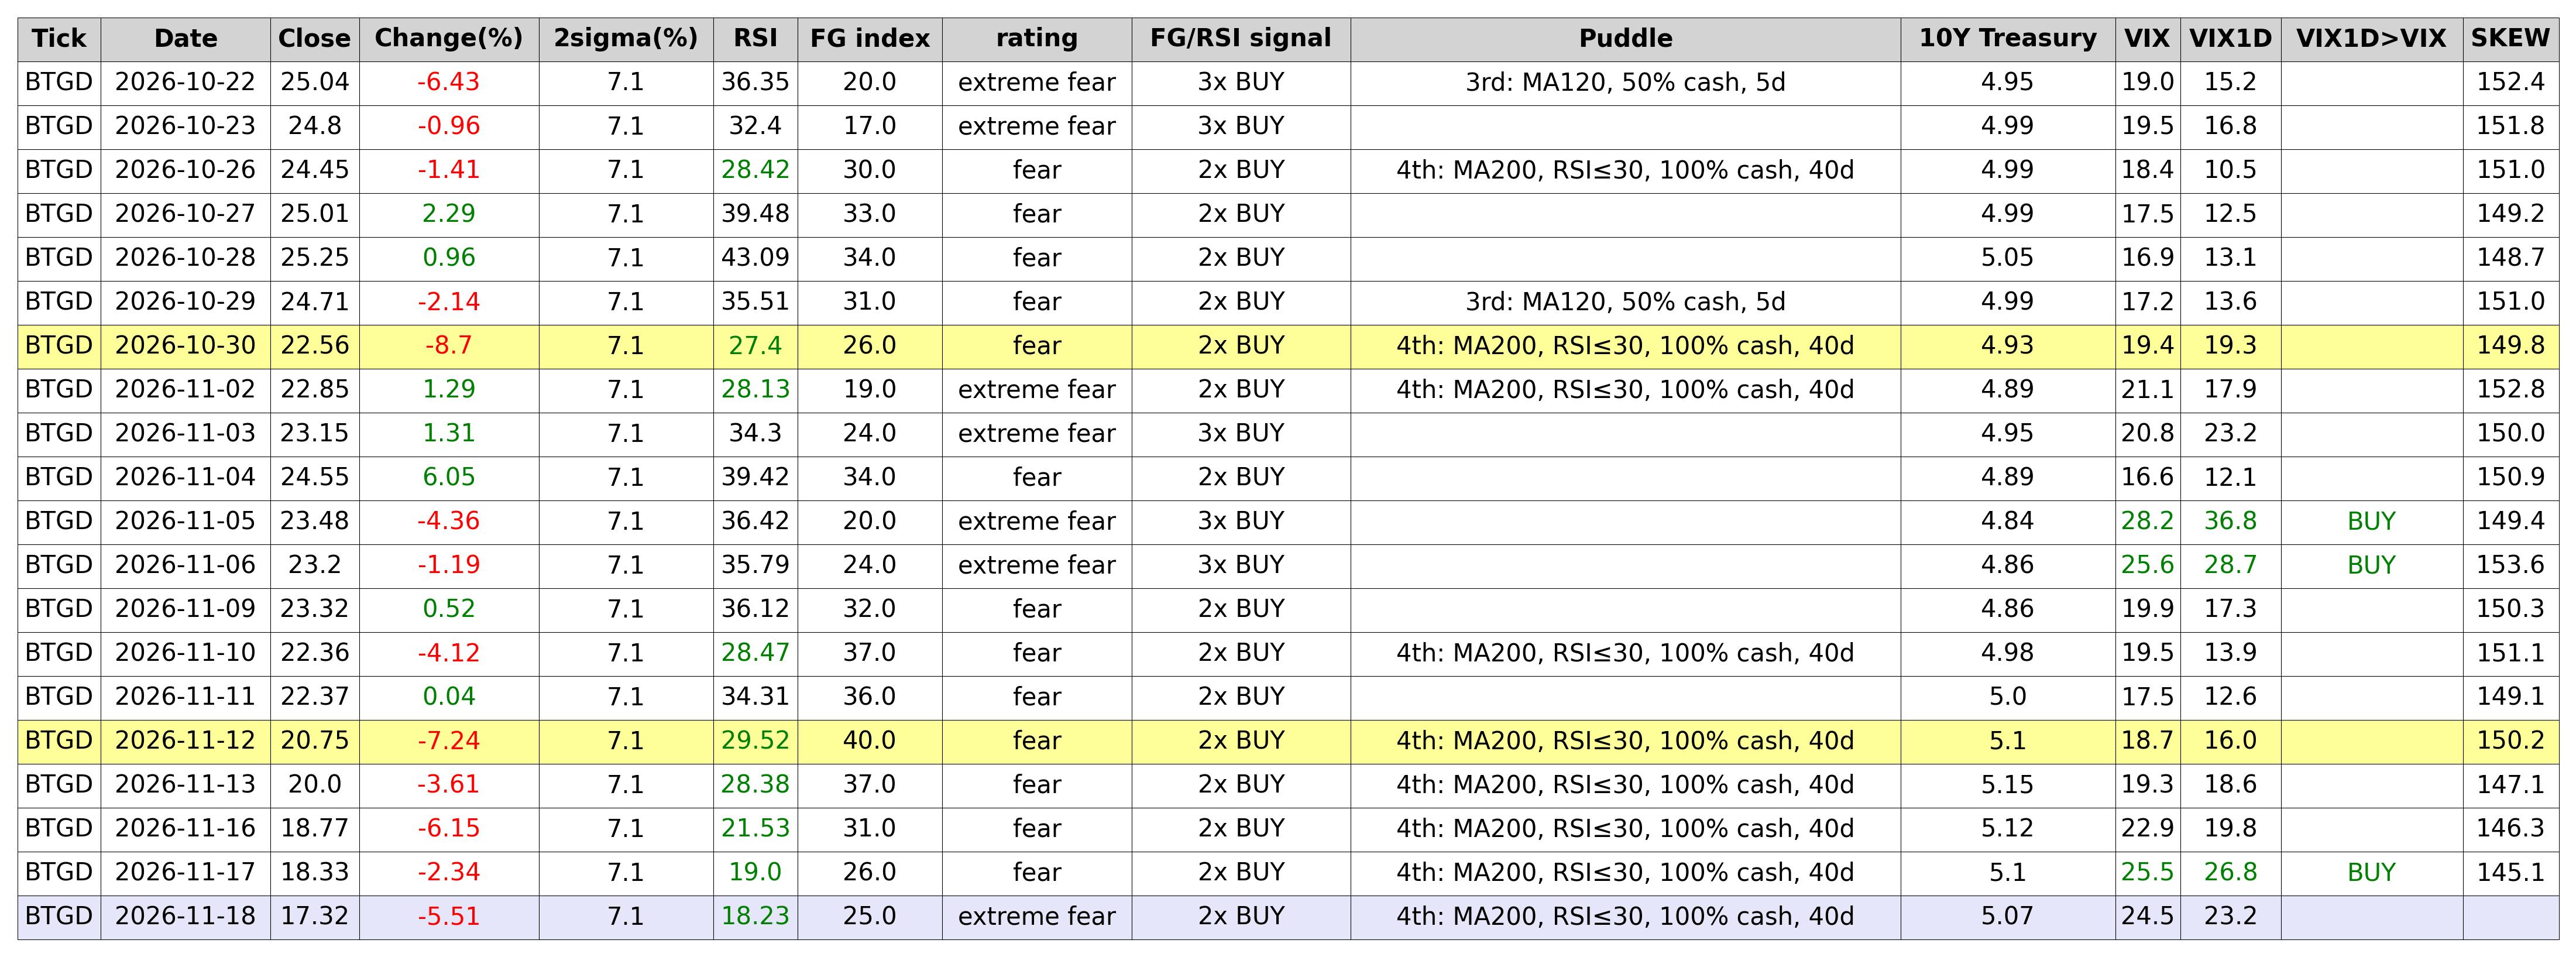 Tick Date Close Change(%) 2sigma(%) RSI FG index rating FG/RSI signal Puddle 10Y Treasury VIX VIX1D VIX1D>VIX SKEW
BTGD 2026-10-22 25.04 -6.43 7.1 36.35 20.0 extreme fear 3x BUY 3rd: MA120, 50% cash, 5d 4.95 19.0 15.2 152.4
BTGD 2026-10-23 24.8 -0.96 7.1 32.4 17.0 extreme fear 3x BUY 4.99 19.5 16.8 151.8
BTGD 2026-10-26 24.45 -1.41 7.1 28.42 30.0 fear 2x BUY 4th: MA200, RSI≤30, 100% cash, 40d 4.99 18.4 10.5 151.0
BTGD 2026-10-27 25.01 2.29 7.1 39.48 33.0 fear 2x BUY 4.99 17.5 12.5 149.2
BTGD 2026-10-28 25.25 0.96 7.1 43.09 34.0 fear 2x BUY 5.05 16.9 13.1 148.7
BTGD 2026-10-29 24.71 -2.14 7.1 35.51 31.0 fear 2x BUY 3rd: MA120, 50% cash, 5d 4.99 17.2 13.6 151.0
BTGD 2026-10-30 22.56 -8.7 7.1 27.4 26.0 fear 2x BUY 4th: MA200, RSI≤30, 100% cash, 40d 4.93 19.4 19.3 149.8
BTGD 2026-11-02 22.85 1.29 7.1 28.13 19.0 extreme fear 2x BUY 4th: MA200, RSI≤30, 100% cash, 40d 4.89 21.1 17.9 152.8
BTGD 2026-11-03 23.15 1.31 7.1 34.3 24.0 extreme fear 3x BUY 4.95 20.8 23.2 150.0
BTGD 2026-11-04 24.55 6.05 7.1 39.42 34.0 fear 2x BUY 4.89 16.6 12.1 150.9
BTGD 2026-11-05 23.48 -4.36 7.1 36.42 20.0 extreme fear 3x BUY 4.84 28.2 36.8 BUY 149.4
BTGD 2026-11-06 23.2 -1.19 7.1 35.79 24.0 extreme fear 3x BUY 4.86 25.6 28.7 BUY 153.6
BTGD 2026-11-09 23.32 0.52 7.1 36.12 32.0 fear 2x BUY 4.86 19.9 17.3 150.3
BTGD 2026-11-10 22.36 -4.12 7.1 28.47 37.0 fear 2x BUY 4th: MA200, RSI≤30, 100% cash, 40d 4.98 19.5 13.9 151.1
BTGD 2026-11-11 22.37 0.04 7.1 34.31 36.0 fear 2x BUY 5.0 17.5 12.6 149.1
BTGD 2026-11-12 20.75 -7.24 7.1 29.52 40.0 fear 2x BUY 4th: MA200, RSI≤30, 100% cash, 40d 5.1 18.7 16.0 150.2
BTGD 2026-11-13 20.0 -3.61 7.1 28.38 37.0 fear 2x BUY 4th: MA200, RSI≤30, 100% cash, 40d 5.15 19.3 18.6 147.1
BTGD 2026-11-16 18.77 -6.15 7.1 21.53 31.0 fear 2x BUY 4th: MA200, RSI≤30, 100% cash, 40d 5.12 22.9 19.8 146.3
BTGD 2026-11-17 18.33 -2.34 7.1 19.0 26.0 fear 2x BUY 4th: MA200, RSI≤30, 100% cash, 40d 5.1 25.5 26.8 BUY 145.1
BTGD 2026-11-18 17.32 -5.51 7.1 18.23 25.0 extreme fear 2x BUY 4th: MA200, RSI≤30, 100% cash, 40d 5.07 24.5 23.2